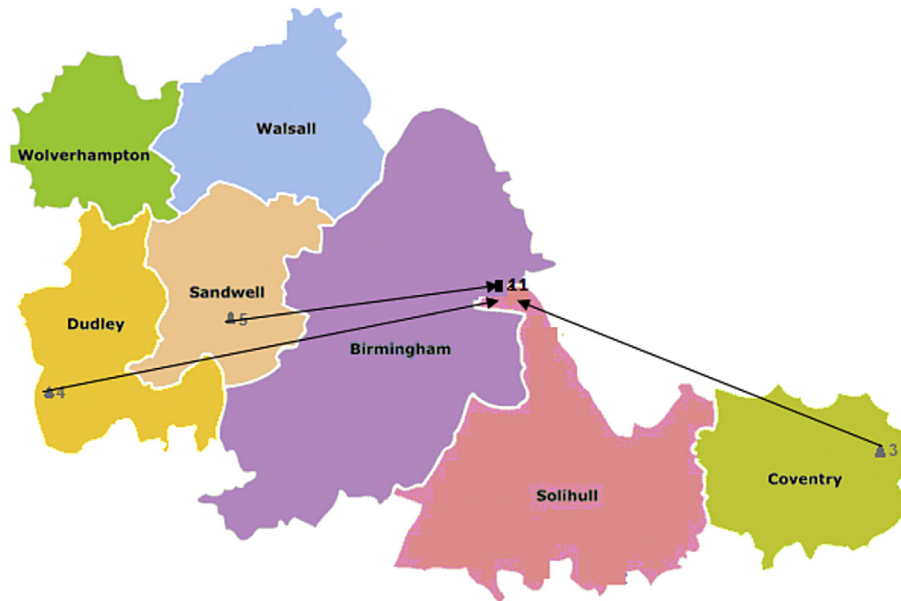 Walsall
Wolverhampton
11
Sandwell
5
Dudley
Birmingham
4
3
Coventry
Solihull